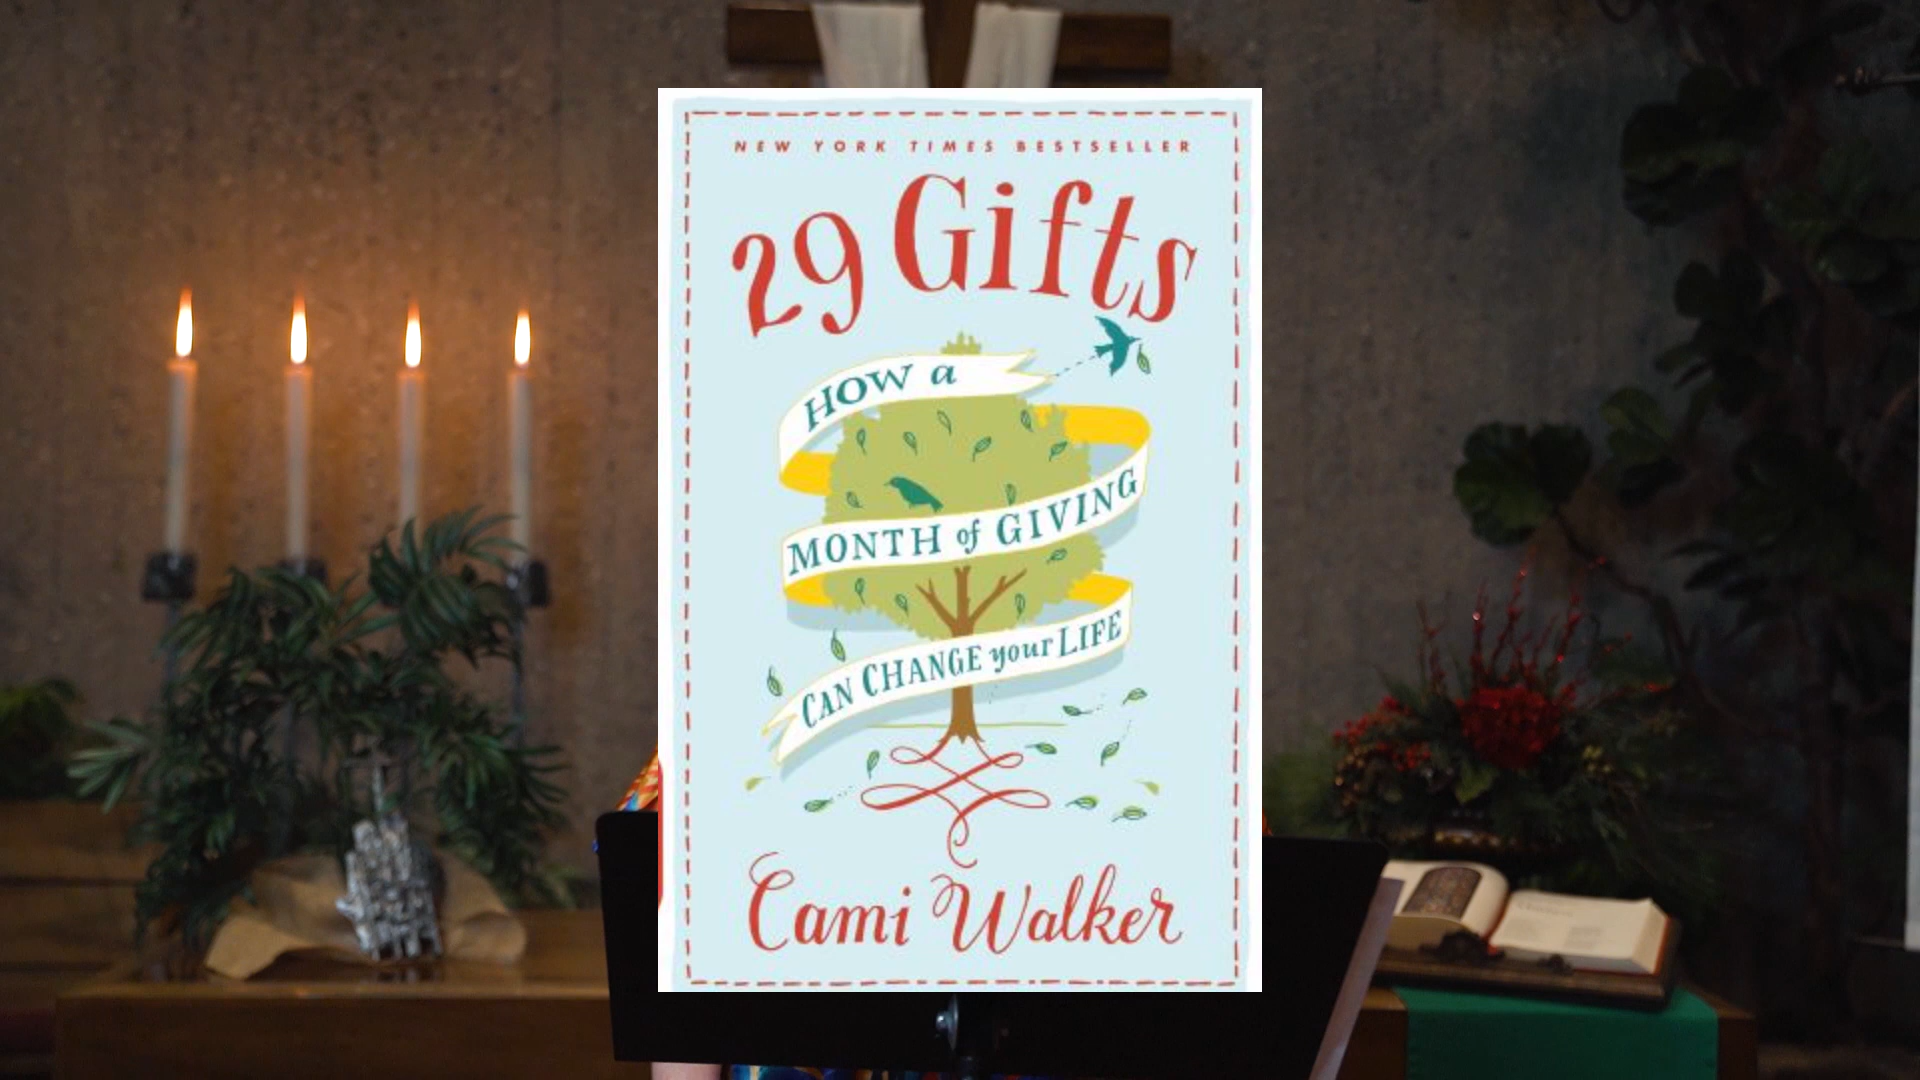 NEW YORK TIMES BESTSELLER
29 Gifts
HOW a
MONTH of GIVING
CAN CHANGE your LIFE
Cami Walker